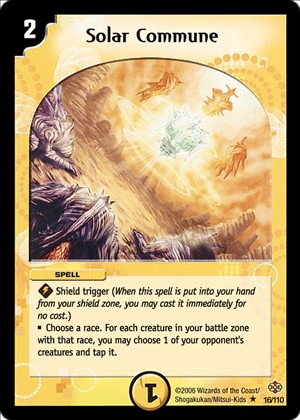 2
Solar Commune
SPELL
Shield trigger (When this spell is put into your hand
from your shield zone, you may cast it immediately for
no cost.)
▪ Choose a race. For each creature in your battle zone
with that race, you may choose 1 of your opponent's
creatures and tap it.
1
©2006 Wizards of the Coast/
Shogakukan/Mitsui-Kids ★ 16/110